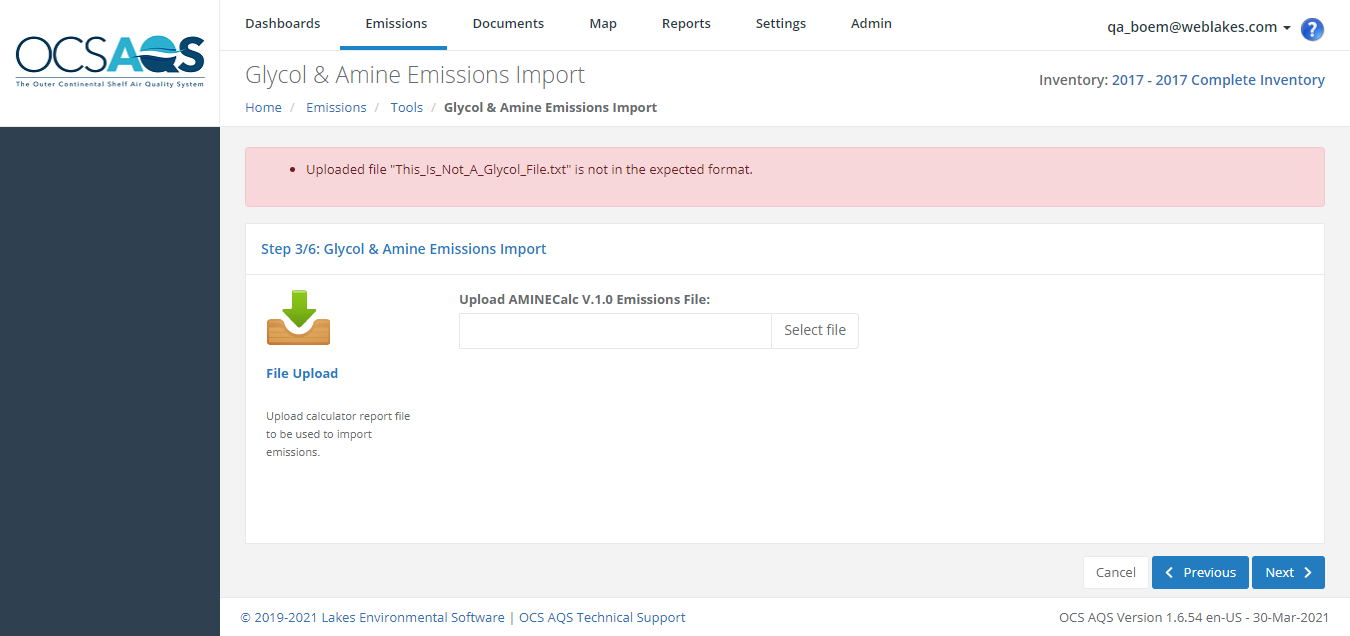 OCSAQS
The Outer Continental Shelf Air Quality System
Dashboards Emissions Documents Map Reports Settings Admin
qa_boem@weblakes.com ?
Glycol & Amine Emissions Import
Inventory: 2017 - 2017 Complete Inventory
Home / Emissions / Tools / Glycol & Amine Emissions Import
• Uploaded file "This_Is_Not_A_Glycol_File.txt" is not in the expected format.
Step 3/6: Glycol & Amine Emissions Import
File Upload
Upload calculator report file
to be used to import
emissions.
Upload AMINECalc V.1.0 Emissions File:
Select file
Cancel Previous Next
© 2019-2021 Lakes Environmental Software | OCS AQS Technical Support
OCS AQS Version 1.6.54 en-US - 30-Mar-2021